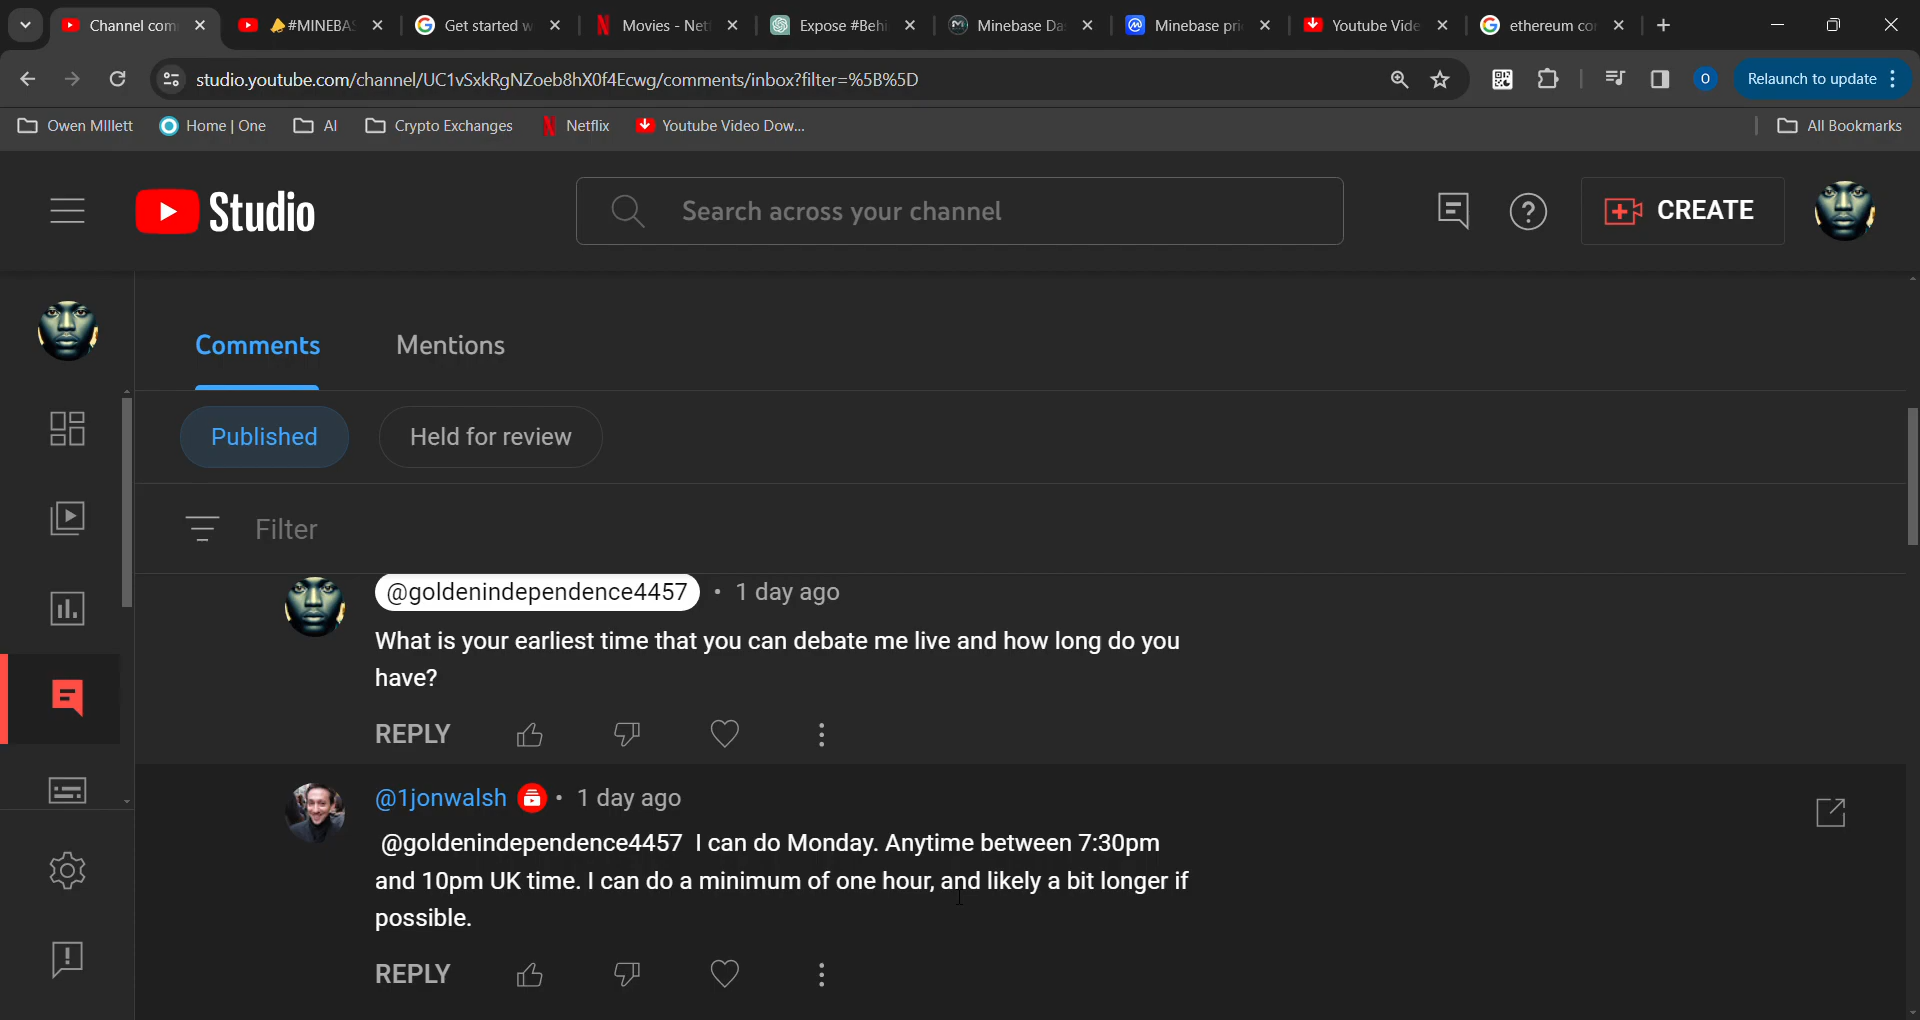 Channel com
#MINEBAS
Get started w
Movies - Netf
Expose #Behi
Minebase Da
Minebase pri
Youtube Vide
ethereum co
studio.youtube.com/channel/UC1vSxkRgNZoeb8hX0f4Ecwg/comments/inbox?filter=%5B%5D
O
Relaunch to update
Owen MIllett
Home | One
AI
Crypto Exchanges
Netflix
Youtube Video Dow...
All Bookmarks
Studio
Search across your channel
CREATE
Comments
Mentions
Published
Held for review
Filter
@goldenindependence4457 • 1 day ago
What is your earliest time that you can debate me live and how long do you
have?
REPLY
@1jonwalsh • 1 day ago
@goldenindependence4457 I can do Monday. Anytime between 7:30pm
and 10pm UK time. I can do a minimum of one hour, and likely a bit longer if
possible.
REPLY